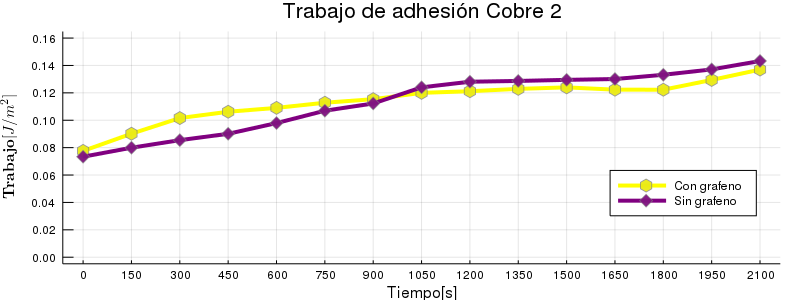 Trabajo de adhesión Cobre 2
Trabajo[J/m²]
0.16
0.14
0.12
0.10
0.08
0.06
0.04
0.02
0.00
Con grafeno
Sin grafeno
0 150 300 450 600 750 900 1050 1200 1350 1500 1650 1800 1950 2100
Tiempo[s]